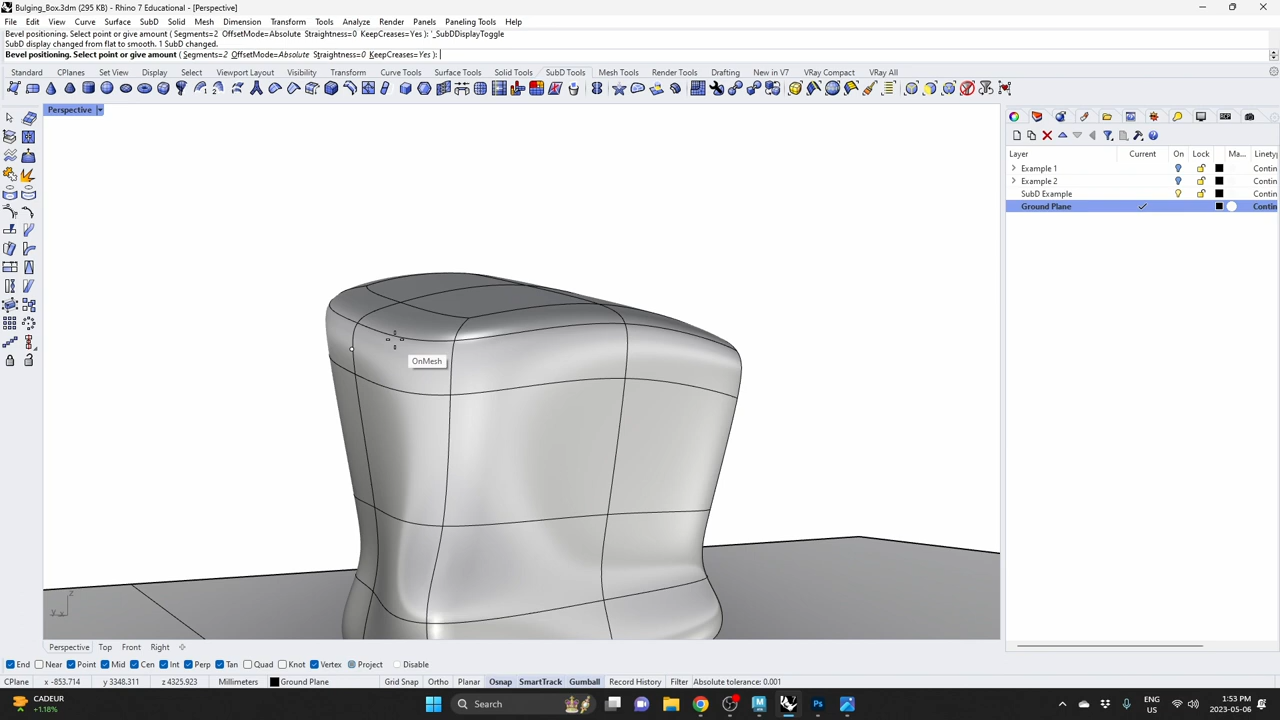 Bulging_Box.3dm (295 KB) - Rhino 7 Educational - [Perspective]
File Edit View Curve Surface SubD Solid Mesh Dimension Transform Tools Analyze Render Panels Paneling Tools Help
Bevel positioning. Select point or give amount ( Segments=2 OffsetMode=Absolute Straightness=0 KeepCreases=Yes ): '_SubDDisplayToggle
SubD display changed from flat to smooth. 1 SubD changed.
Bevel positioning. Select point or give amount ( Segments=2 OffsetMode=Absolute Straightness=0 KeepCreases=Yes ):
Standard CPlanes Set View Display Select Viewport Layout Visibility Transform Curve Tools Surface Tools Solid Tools SubD Tools Mesh Tools Render Tools Drafting New in V7 VRay Compact VRay All
Perspective
Layer Current On Lock Ma... Linetyp
Example 1 Contin
Example 2 Contin
SubD Example Contin
Ground Plane Contin
OnMesh
z
y x
Perspective Top Front Right
End Near Point Mid Cen Int Perp Tan Quad Knot Vertex Project Disable
CPlane x -853.714 y 3348.311 z 4325.923 Millimeters Ground Plane Grid Snap Ortho Planar Osnap SmartTrack Gumball Record History Filter Absolute tolerance: 0.001
CADEUR
+1.18%
Search
ENG
US
1:53 PM
2023-05-06